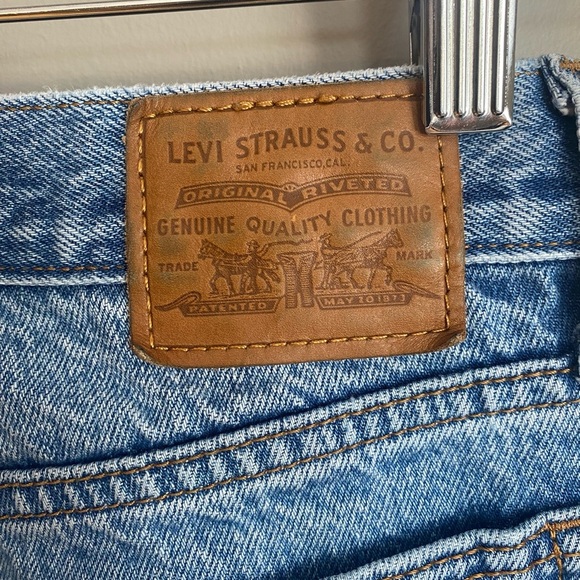 LEVI STRAUSS & CO.
SAN FRANCISCO, CAL.
ORIGINAL RIVETED
GENUINE QUALITY CLOTHING
TRADE MARK
PATENTED MAY 20 1873